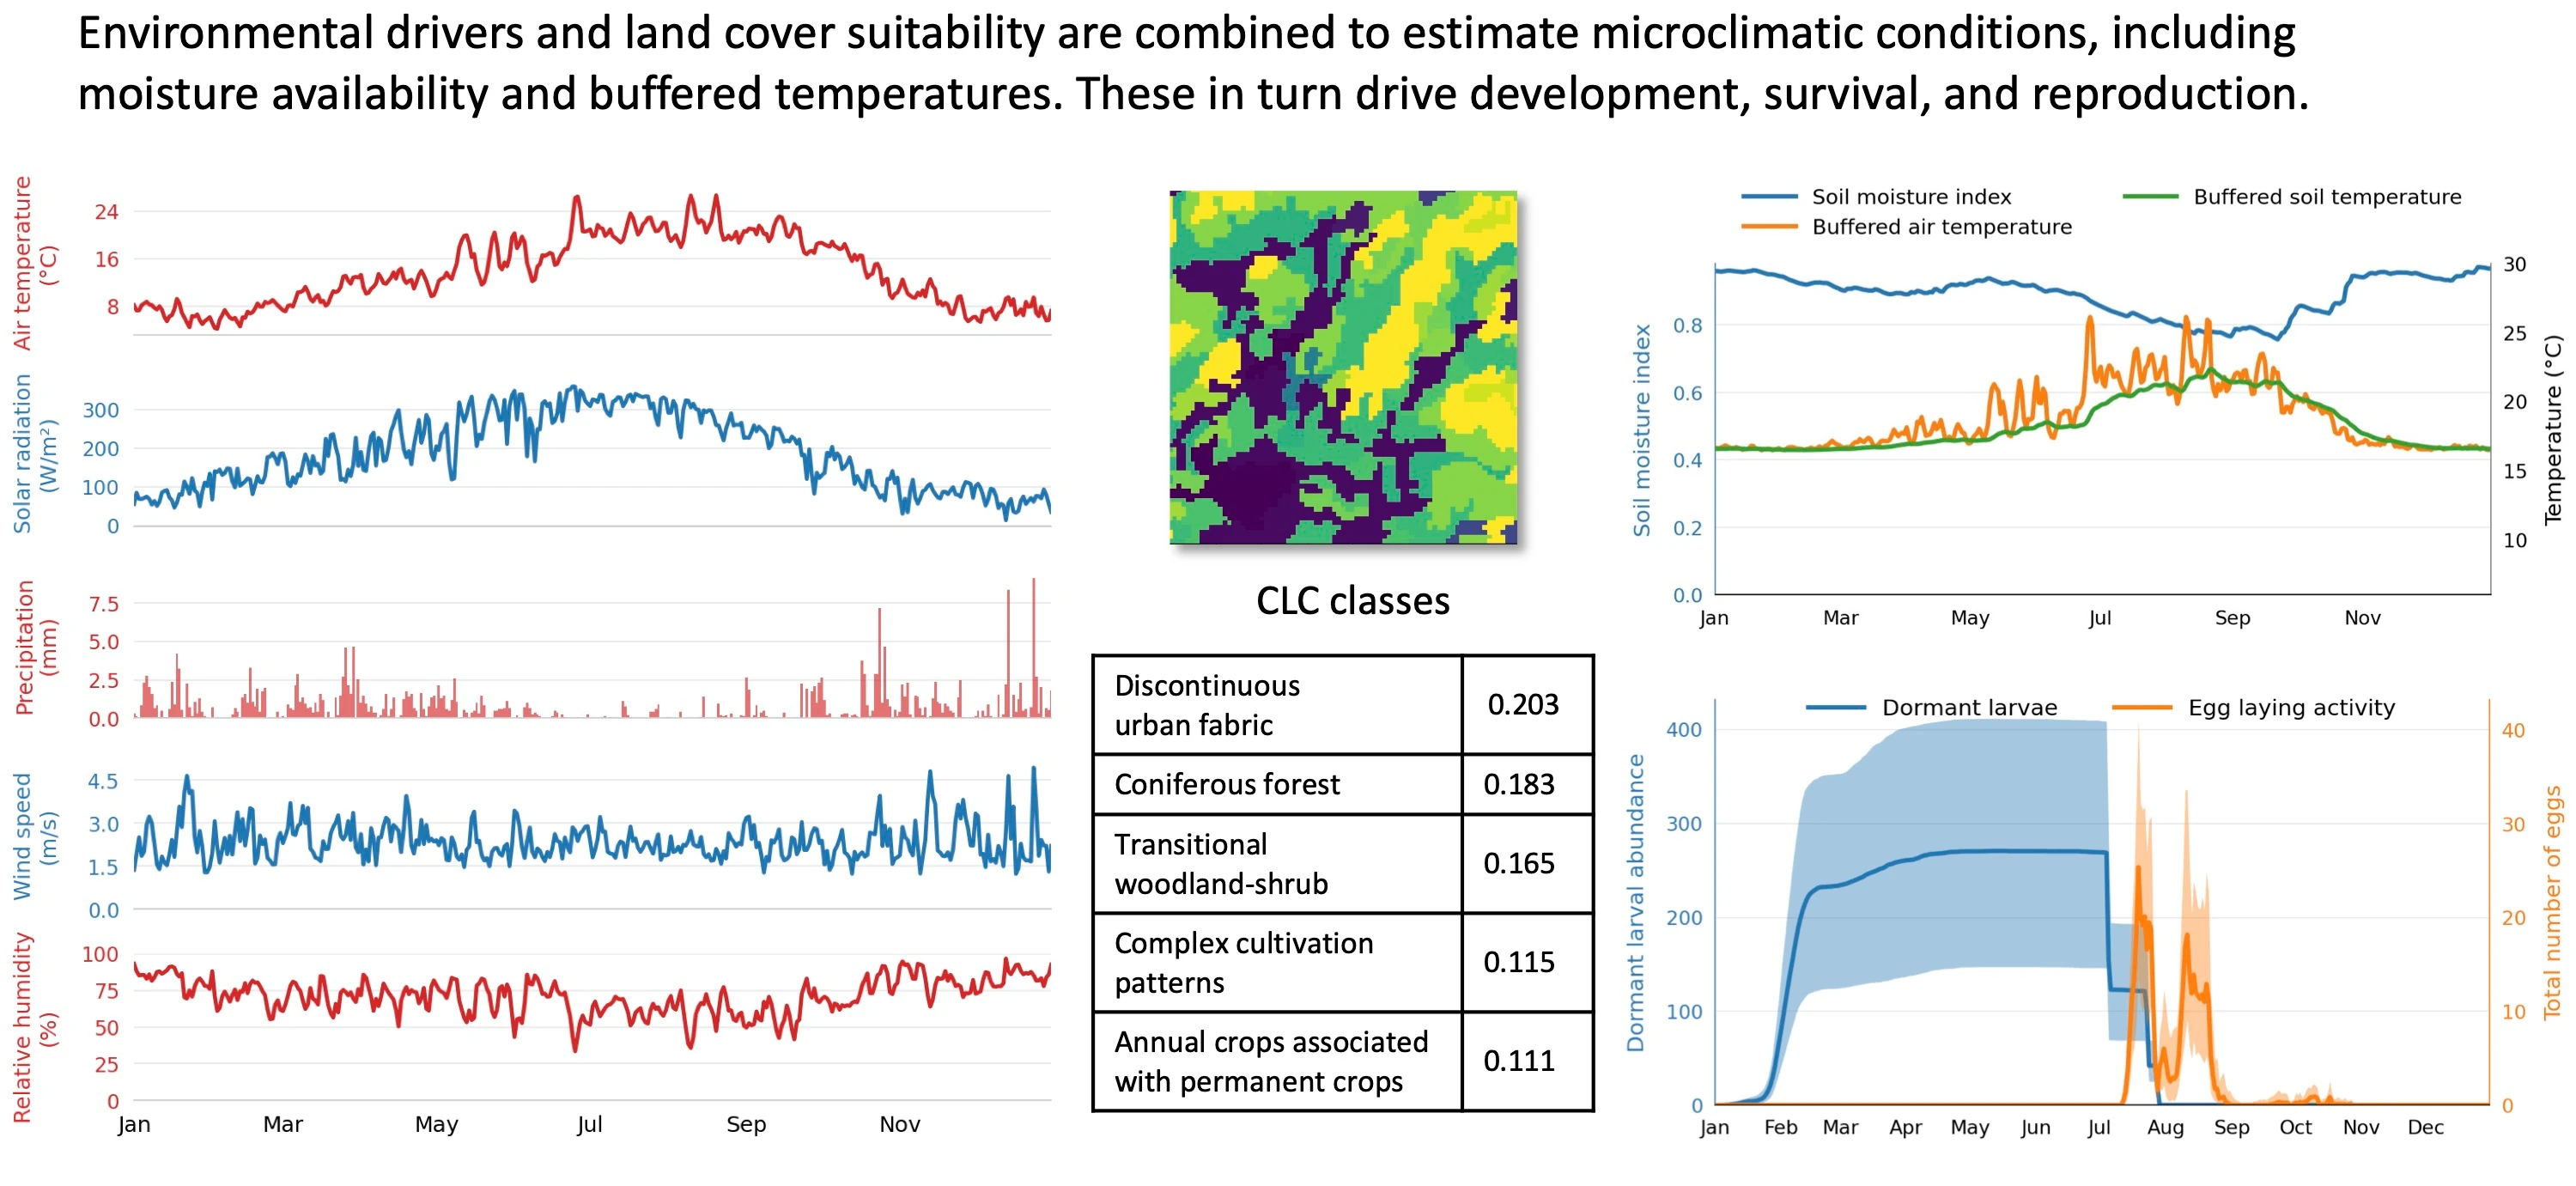 Environmental drivers and land cover suitability are combined to estimate microclimatic conditions, including
moisture availability and buffered temperatures. These in turn drive development, survival, and reproduction.
Air temperature
(°C)
24
16
8
Solar radiation
(W/m²)
300
200
100
0
Precipitation
(mm)
7.5
5.0
2.5
0.0
Wind speed
(m/s)
4.5
3.0
1.5
0.0
Relative humidity
(%)
100
75
50
25
0
Jan Mar May Jul Sep Nov
CLC classes
Discontinuous
urban fabric
0.203
Coniferous forest 0.183
Transitional
woodland-shrub
0.165
Complex cultivation
patterns
0.115
Annual crops associated
with permanent crops
0.111
Soil moisture index
Buffered air temperature
Buffered soil temperature
Soil moisture index
0.8
0.6
0.4
0.2
0.0
30
25
20
15
10
Temperature (°C)
Jan Mar May Jul Sep Nov
Dormant larvae
Egg laying activity
Dormant larval abundance
400
300
200
100
0
40
30
20
10
0
Total number of eggs
Jan Feb Mar Apr May Jun Jul Aug Sep Oct Nov Dec